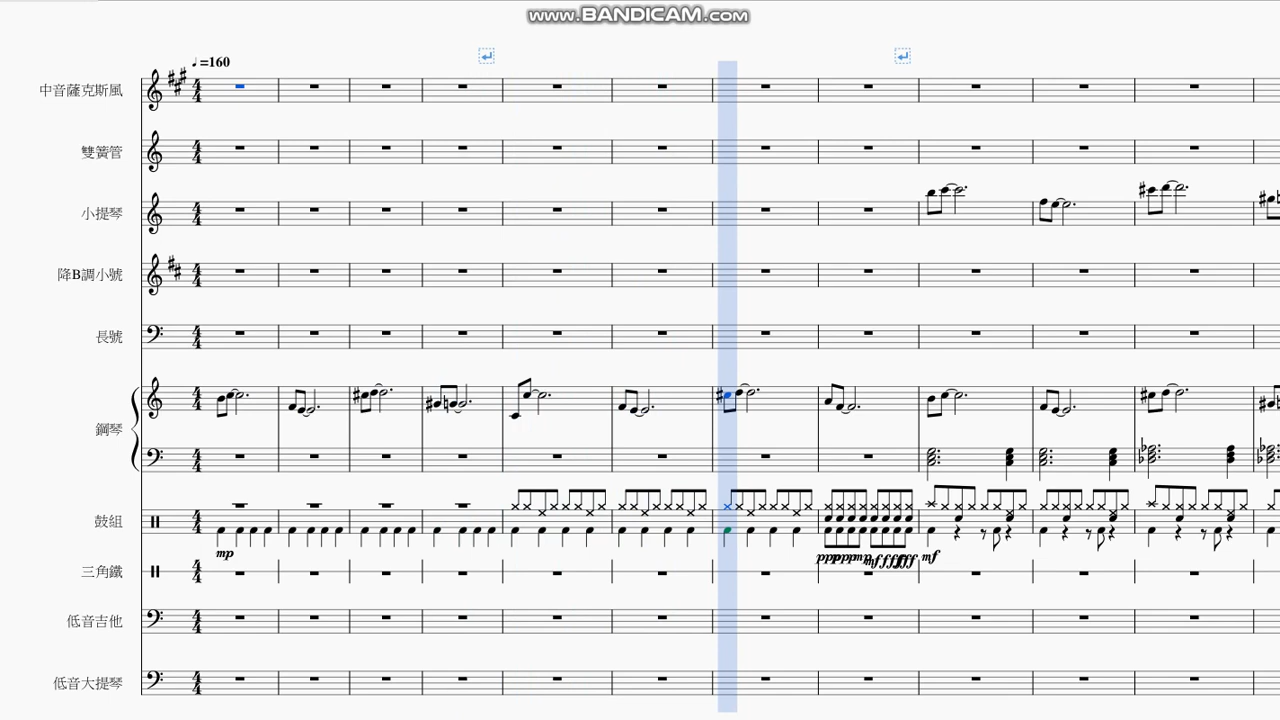 www.BANDICAM.com
♩=160
中音薩克斯風
雙簧管
小提琴
降B調小號
長號
鋼琴
鼓組
mp
mf
三角鐵
低音吉他
低音大提琴